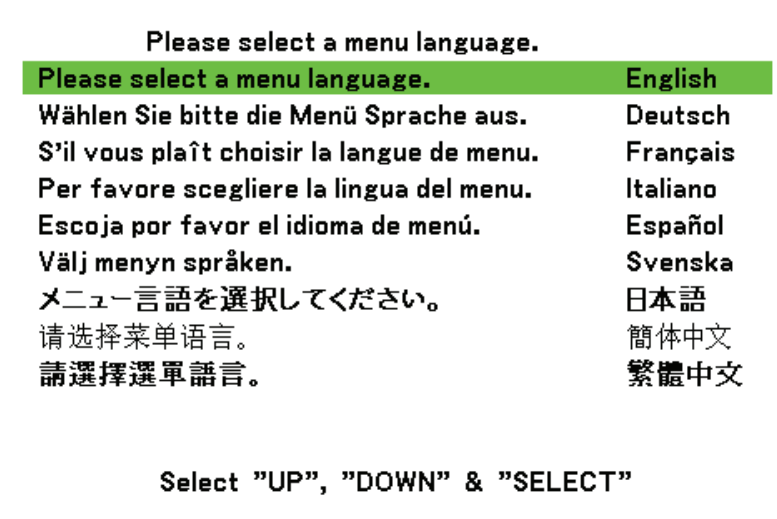 Please select a menu language.
Please select a menu language. English
Wählen Sie bitte die Menü Sprache aus. Deutsch
S'il vous plaît choisir la langue de menu. Français
Per favore scegliere la lingua del menu. Italiano
Escoja por favor el idioma de menú. Español
Välj menyn språken. Svenska
メニュー言語を選択してください。 日本語
请选择菜单语言。 簡体中文
請選擇選單語言。 繁體中文
Select ”UP”, ”DOWN” & ”SELECT”